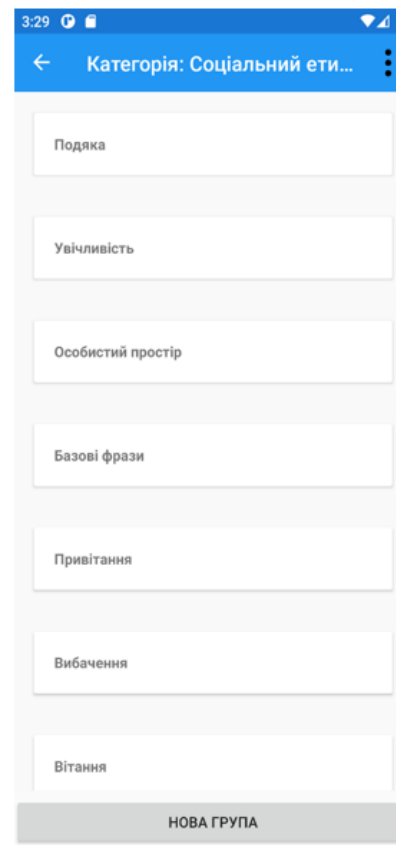 3:29
Категорія: Соціальний ети...
Подяка
Увічливість
Особистий простір
Базові фрази
Привітання
Вибачення
Вітання
НОВА ГРУПА